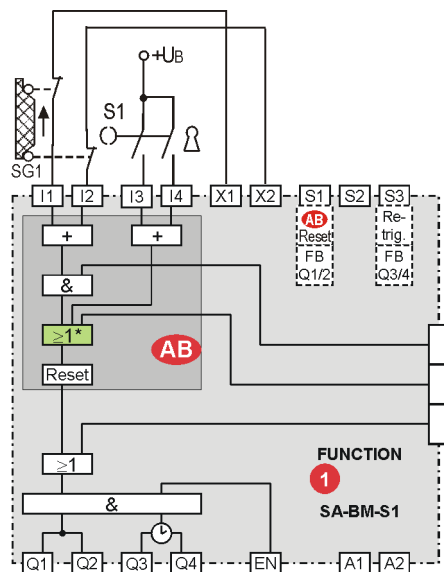 +UB
S1
SG1
I1 I2 I3 I4 X1 X2 S1 S2 S3
AB
Reset
FB
Q1/2
Re-
trig.
FB
Q3/4
+ +
&
≥1*
AB
Reset
≥1
FUNCTION
1
SA-BM-S1
&
Q1 Q2 Q3 Q4 EN A1 A2